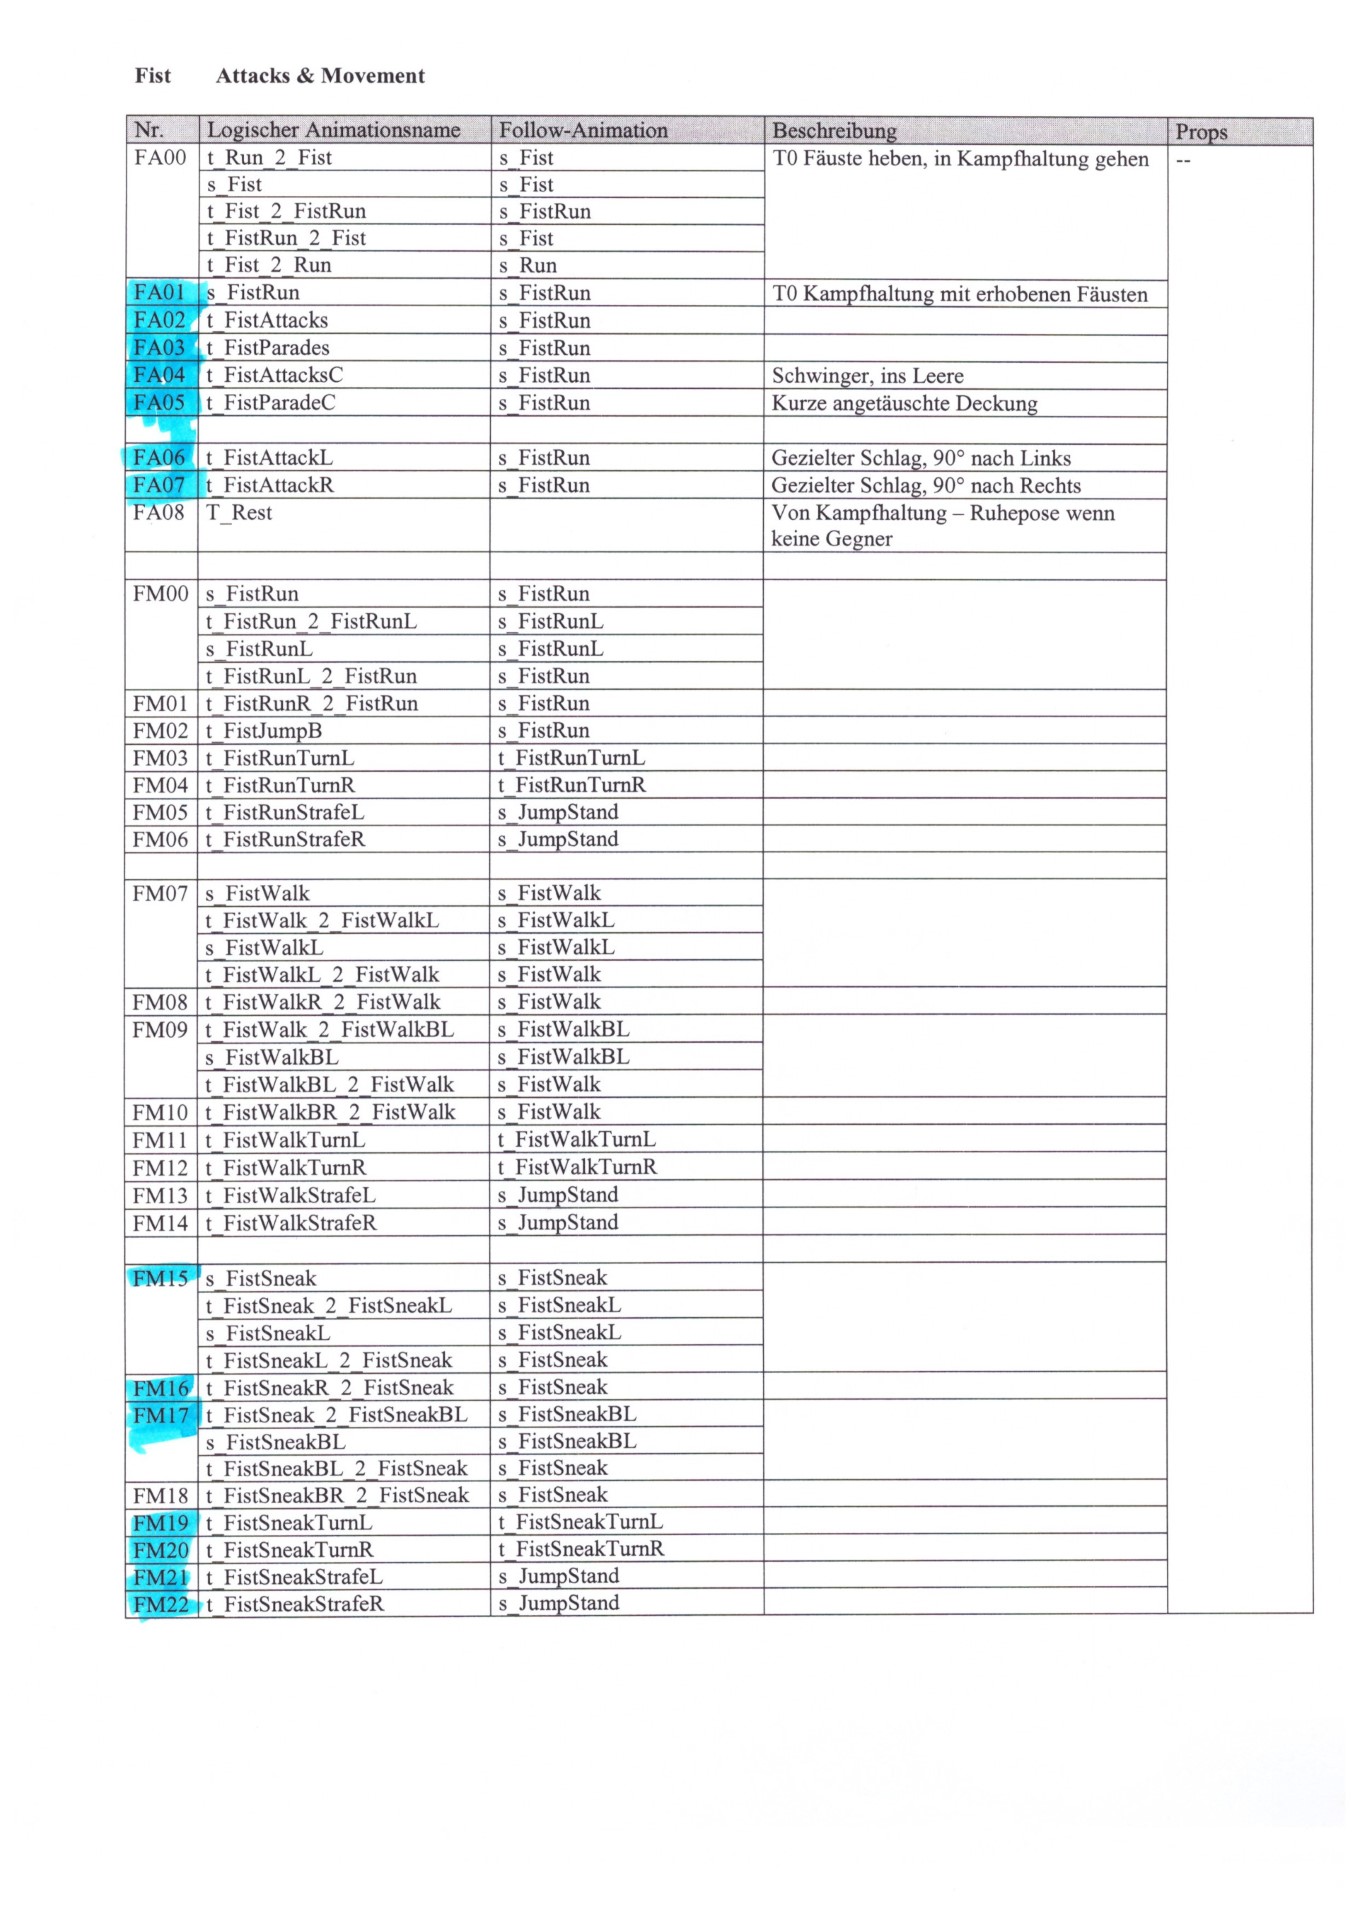 Fist Attacks & Movement
Nr. Logischer Animationsname Follow-Animation Beschreibung Props
FA00 t_Run_2_Fist s_Fist T0 Fäuste heben, in Kampfhaltung gehen --
s_Fist s_Fist
t_Fist_2_FistRun s_FistRun
t_FistRun_2_Fist s_Fist
t_Fist_2_Run s_Run
FA01 s_FistRun s_FistRun T0 Kampfhaltung mit erhobenen Fäusten
FA02 t_FistAttacks s_FistRun
FA03 t_FistParades s_FistRun
FA04 t_FistAttacksC s_FistRun Schwinger, ins Leere
FA05 t_FistParadeC s_FistRun Kurze angetäuschte Deckung
FA06 t_FistAttackL s_FistRun Gezielter Schlag, 90° nach Links
FA07 t_FistAttackR s_FistRun Gezielter Schlag, 90° nach Rechts
FA08 T_Rest Von Kampfhaltung – Ruhepose wenn
keine Gegner
FM00 s_FistRun s_FistRun
t_FistRun_2_FistRunL s_FistRunL
s_FistRunL s_FistRunL
t_FistRunL_2_FistRun s_FistRun
FM01 t_FistRunR_2_FistRun s_FistRun
FM02 t_FistJumpB s_FistRun
FM03 t_FistRunTurnL t_FistRunTurnL
FM04 t_FistRunTurnR t_FistRunTurnR
FM05 t_FistRunStrafeL s_JumpStand
FM06 t_FistRunStrafeR s_JumpStand
FM07 s_FistWalk s_FistWalk
t_FistWalk_2_FistWalkL s_FistWalkL
s_FistWalkL s_FistWalkL
t_FistWalkL_2_FistWalk s_FistWalk
FM08 t_FistWalkR_2_FistWalk s_FistWalk
FM09 t_FistWalk_2_FistWalkBL s_FistWalkBL
s_FistWalkBL s_FistWalkBL
t_FistWalkBL_2_FistWalk s_FistWalk
FM10 t_FistWalkBR_2_FistWalk s_FistWalk
FM11 t_FistWalkTurnL t_FistWalkTurnL
FM12 t_FistWalkTurnR t_FistWalkTurnR
FM13 t_FistWalkStrafeL s_JumpStand
FM14 t_FistWalkStrafeR s_JumpStand
FM15 s_FistSneak s_FistSneak
t_FistSneak_2_FistSneakL s_FistSneakL
s_FistSneakL s_FistSneakL
t_FistSneakL_2_FistSneak s_FistSneak
FM16 t_FistSneakR_2_FistSneak s_FistSneak
FM17 t_FistSneak_2_FistSneakBL s_FistSneakBL
s_FistSneakBL s_FistSneakBL
t_FistSneakBL_2_FistSneak s_FistSneak
FM18 t_FistSneakBR_2_FistSneak s_FistSneak
FM19 t_FistSneakTurnL t_FistSneakTurnL
FM20 t_FistSneakTurnR t_FistSneakTurnR
FM21 t_FistSneakStrafeL s_JumpStand
FM22 t_FistSneakStrafeR s_JumpStand